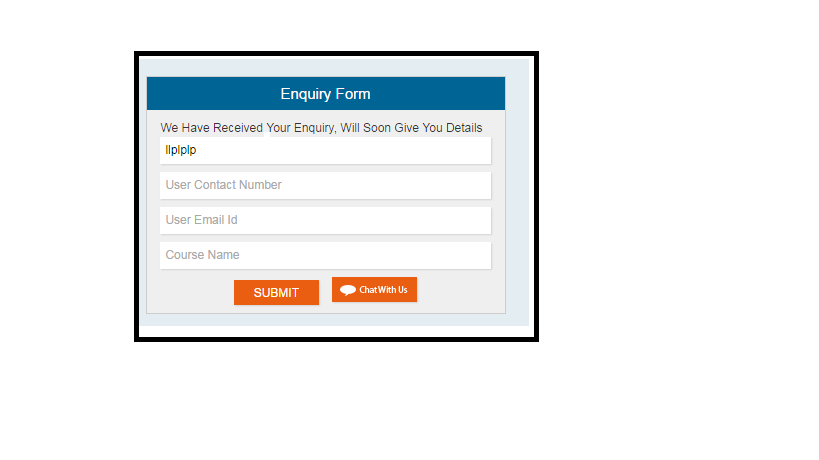 Enquiry Form
We Have Received Your Enquiry, Will Soon Give You Details
llplplp
User Contact Number
User Email Id
Course Name
SUBMIT
Chat With Us